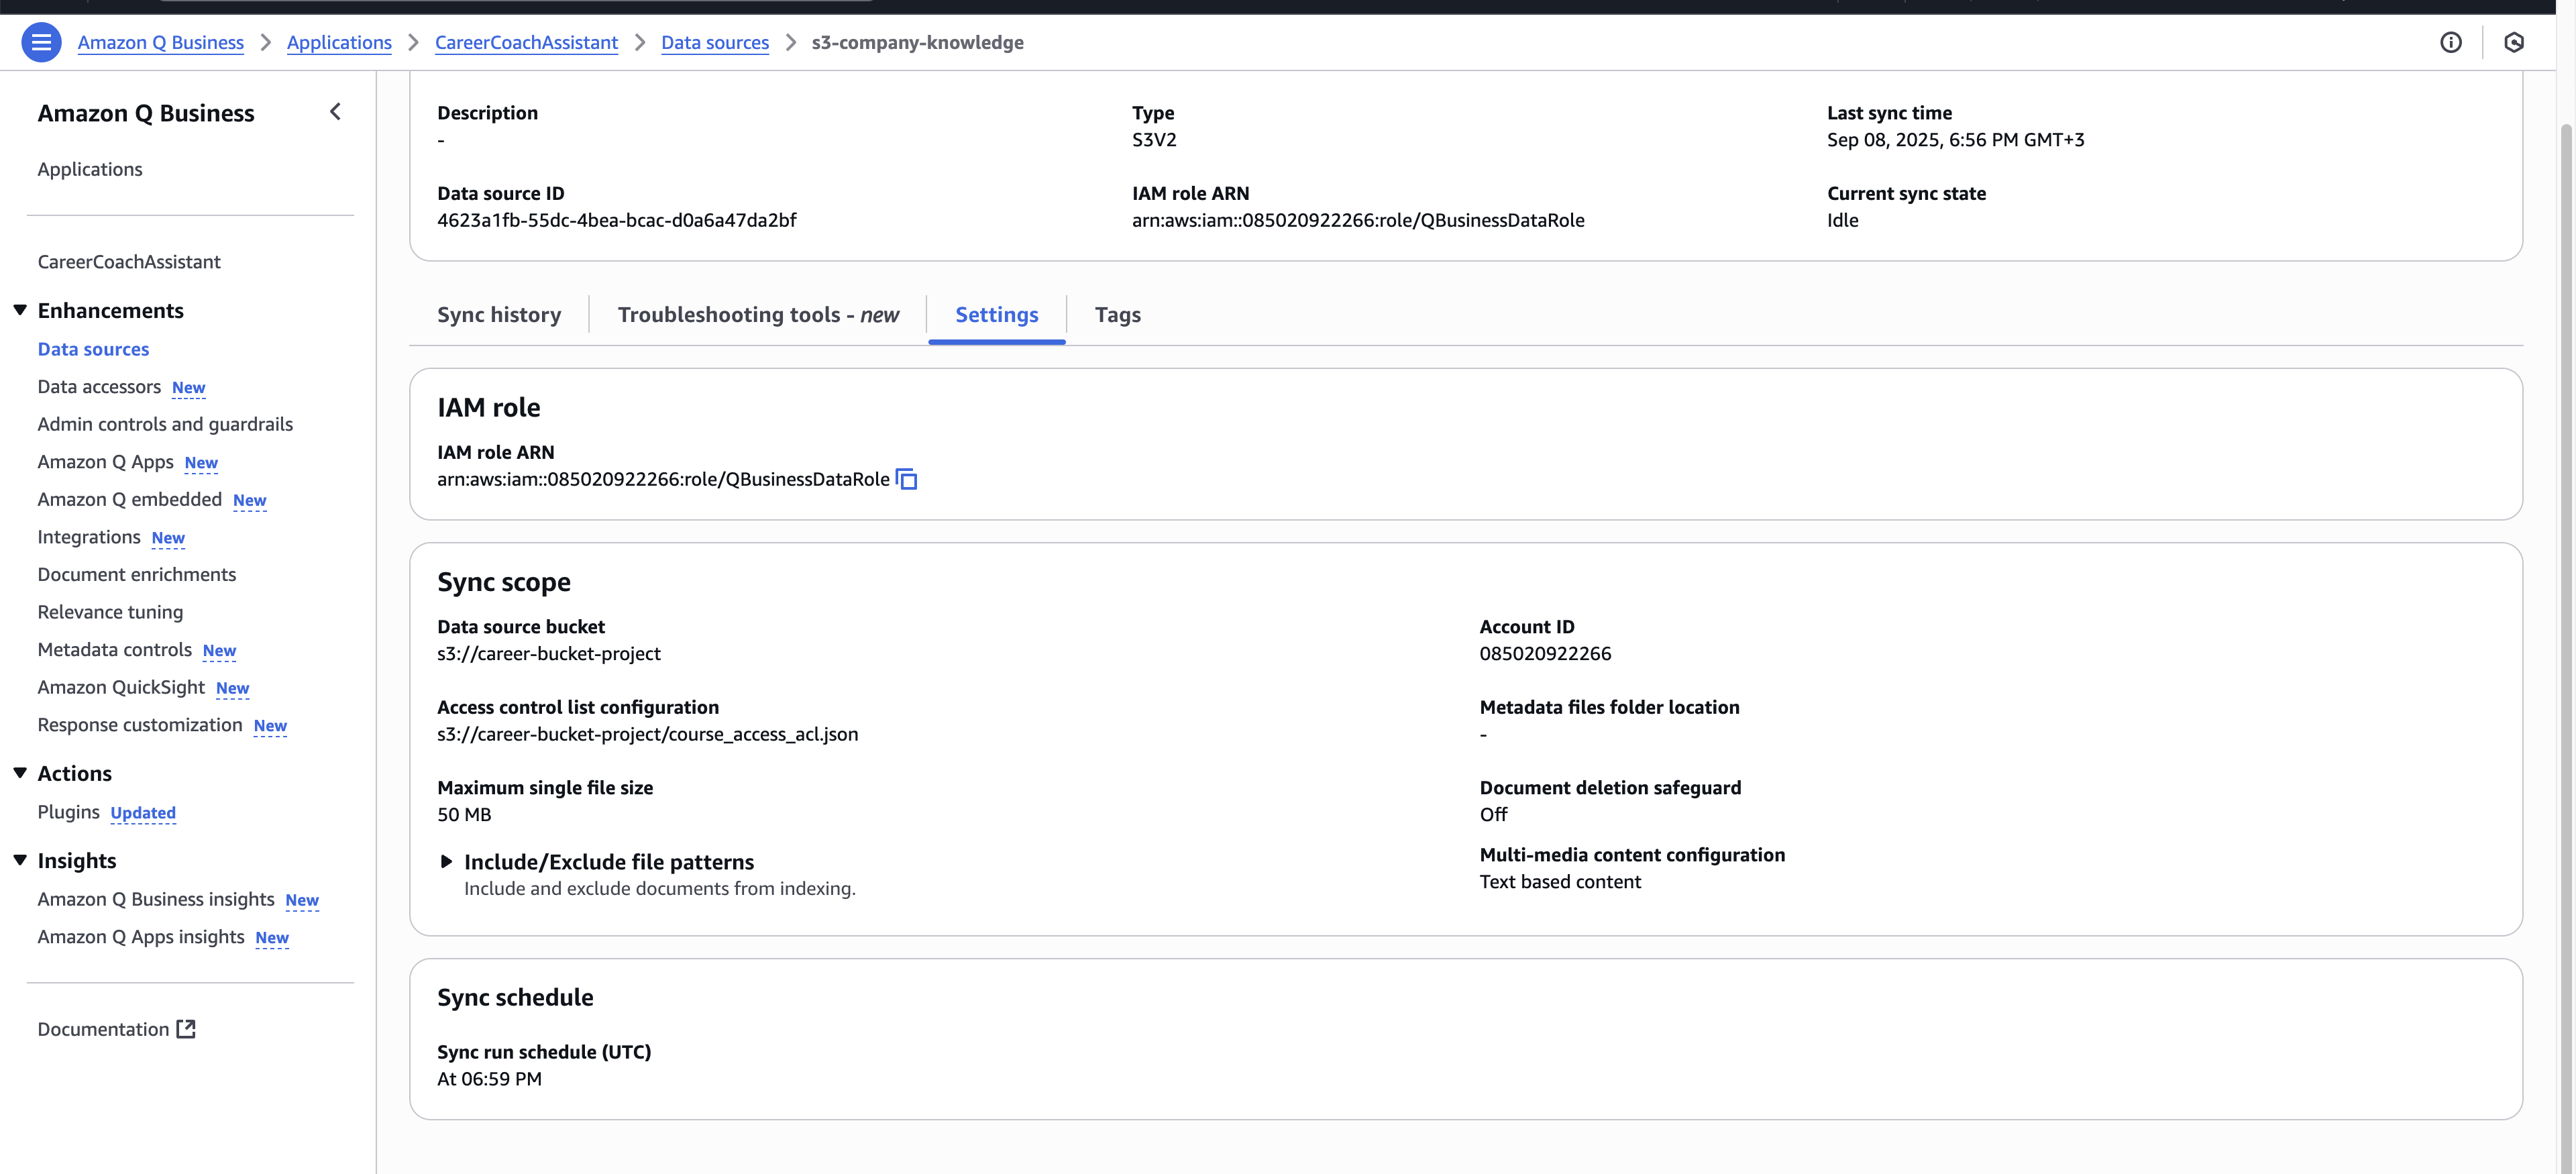 Amazon Q Business > Applications > CareerCoachAssistant > Data sources > s3-company-knowledge
Amazon Q Business
Applications
CareerCoachAssistant
Enhancements
Data sources
Data accessors New
Admin controls and guardrails
Amazon Q Apps New
Amazon Q embedded New
Integrations New
Document enrichments
Relevance tuning
Metadata controls New
Amazon QuickSight New
Response customization New
Actions
Plugins Updated
Insights
Amazon Q Business insights New
Amazon Q Apps insights New
Documentation
Description
-
Type
S3V2
Last sync time
Sep 08, 2025, 6:56 PM GMT+3
Data source ID
4623a1fb-55dc-4bea-bcac-d0a6a47da2bf
IAM role ARN
arn:aws:iam::085020922266:role/QBusinessDataRole
Current sync state
Idle
Sync history
Troubleshooting tools - new
Settings
Tags
IAM role
IAM role ARN
arn:aws:iam::085020922266:role/QBusinessDataRole
Sync scope
Data source bucket
s3://career-bucket-project
Account ID
085020922266
Access control list configuration
s3://career-bucket-project/course_access_acl.json
Metadata files folder location
-
Maximum single file size
50 MB
Document deletion safeguard
Off
Include/Exclude file patterns
Include and exclude documents from indexing.
Multi-media content configuration
Text based content
Sync schedule
Sync run schedule (UTC)
At 06:59 PM